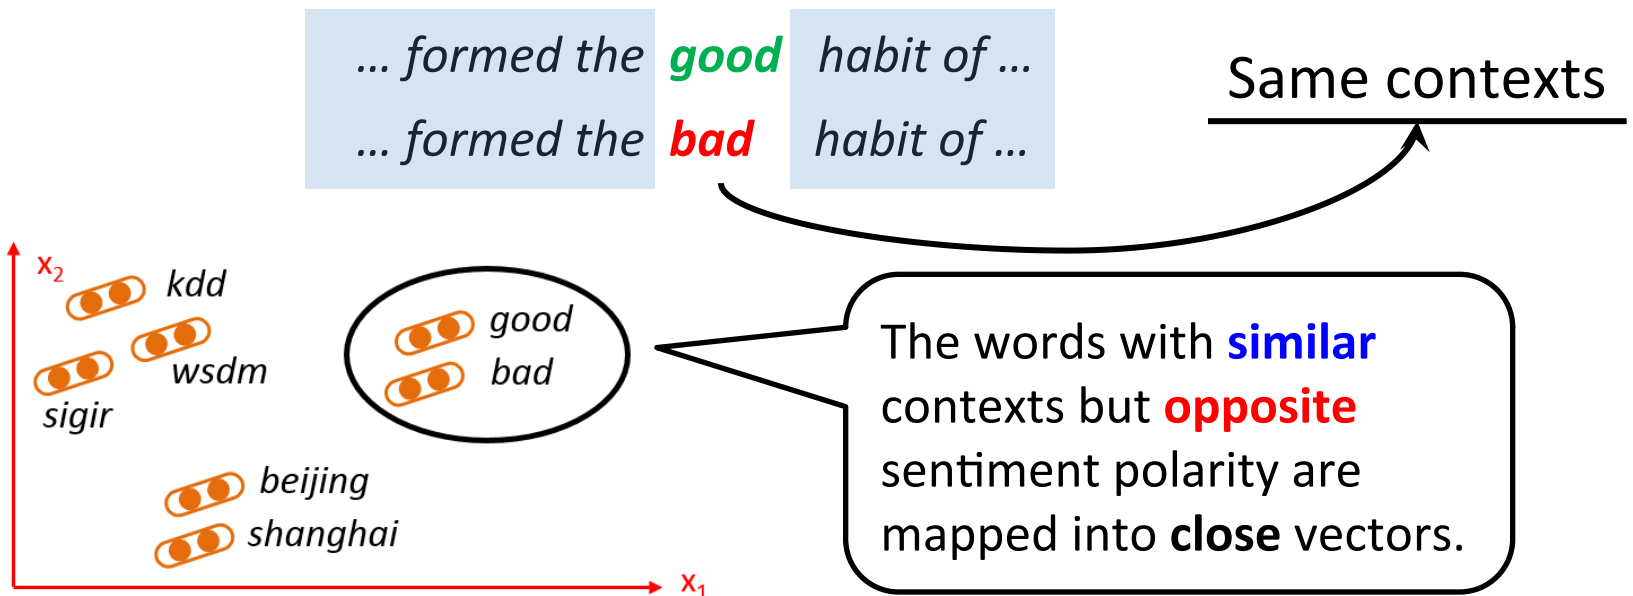 ... formed the good habit of ...
... formed the bad habit of ...
Same contexts
x2
kdd
wsdm
sigir
good
bad
beijing
shanghai
x1
The words with similar
contexts but opposite
sentiment polarity are
mapped into close vectors.